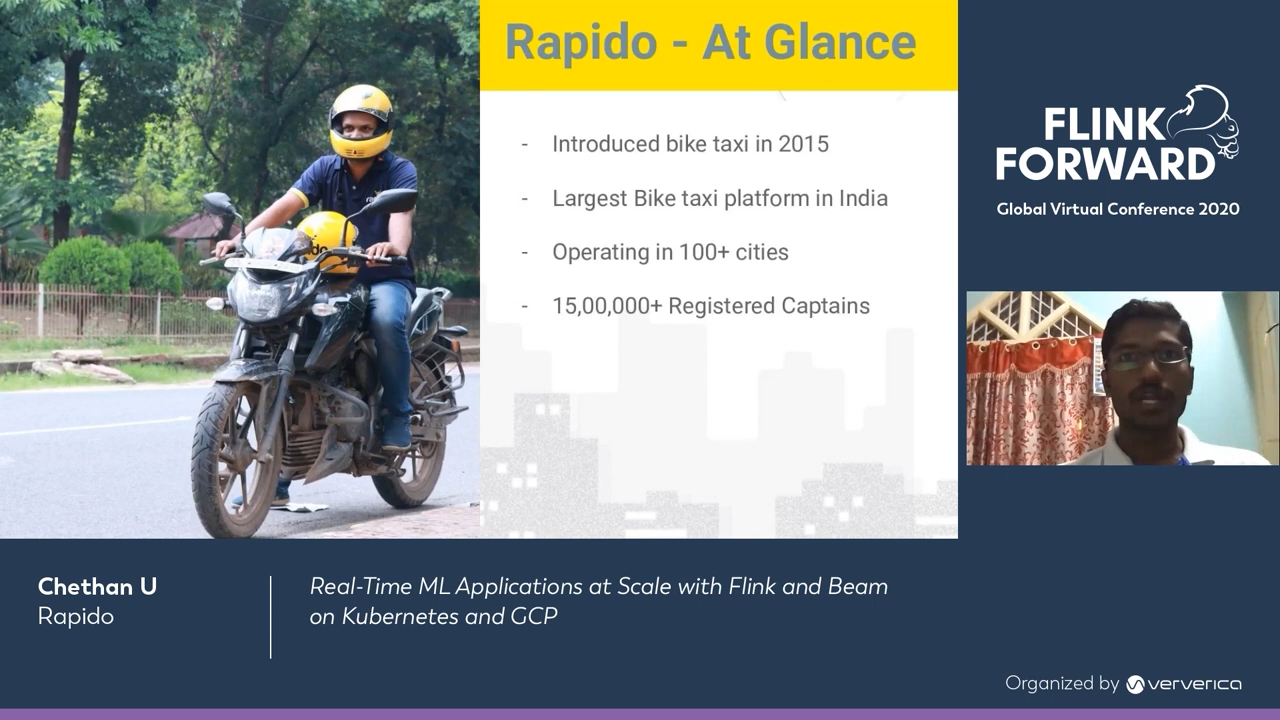 Rapido - At Glance
- Introduced bike taxi in 2015
- Largest Bike taxi platform in India
- Operating in 100+ cities
- 15,00,000+ Registered Captains
FLINK
FORWARD
Global Virtual Conference 2020
Chethan U
Rapido
Real-Time ML Applications at Scale with Flink and Beam
on Kubernetes and GCP
Organized by ververica